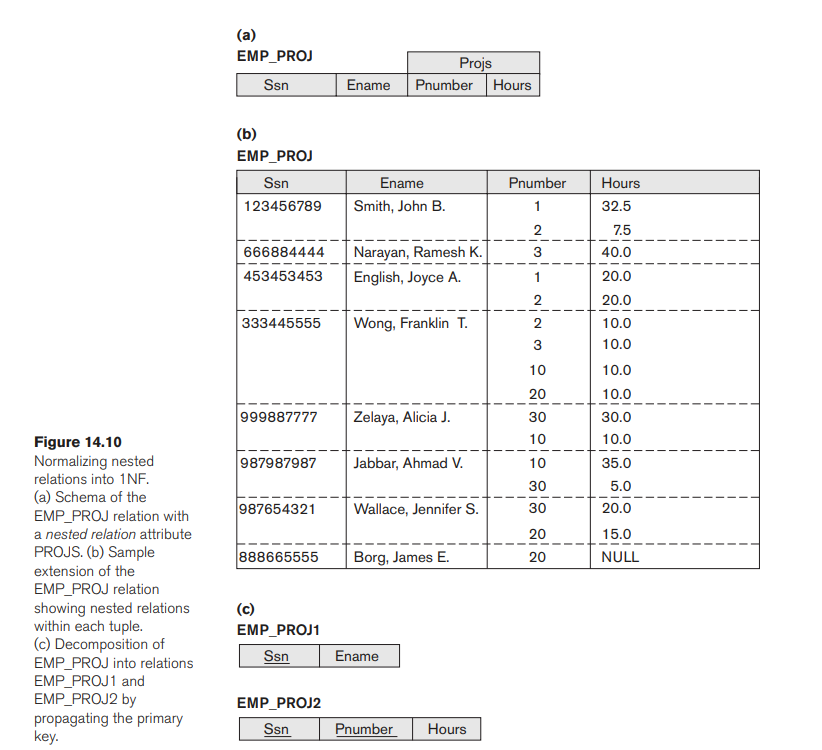 (a)
EMP_PROJ
Projs
Ssn Ename Pnumber Hours
(b)
EMP_PROJ
Ssn Ename Pnumber Hours
123456789 Smith, John B. 1 32.5
2 7.5
666884444 Narayan, Ramesh K. 3 40.0
453453453 English, Joyce A. 1 20.0
2 20.0
333445555 Wong, Franklin T. 2 10.0
3 10.0
10 10.0
20 10.0
999887777 Zelaya, Alicia J. 30 30.0
10 10.0
987987987 Jabbar, Ahmad V. 10 35.0
30 5.0
987654321 Wallace, Jennifer S. 30 20.0
20 15.0
888665555 Borg, James E. 20 NULL
Figure 14.10
Normalizing nested
relations into 1NF.
(a) Schema of the
EMP_PROJ relation with
a nested relation attribute
PROJS. (b) Sample
extension of the
EMP_PROJ relation
showing nested relations
within each tuple.
(c) Decomposition of
EMP_PROJ into relations
EMP_PROJ1 and
EMP_PROJ2 by
propagating the primary
key.
(c)
EMP_PROJ1
Ssn Ename
EMP_PROJ2
Ssn Pnumber Hours